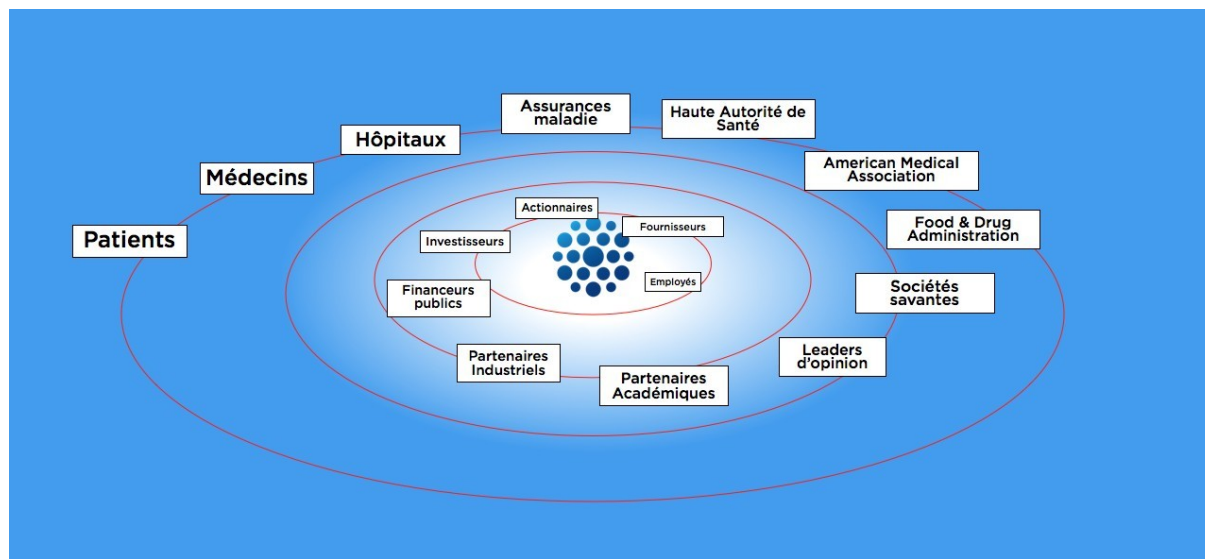 Assurances
maladie
Haute Autorité de
Santé
Hôpitaux
American Medical
Association
Médecins
Patients
Food & Drug
Administration
Actionnaires
Fournisseurs
Investisseurs
Employés
Financeurs
publics
Sociétés
savantes
Partenaires
Industriels
Leaders
d'opinion
Partenaires
Académiques